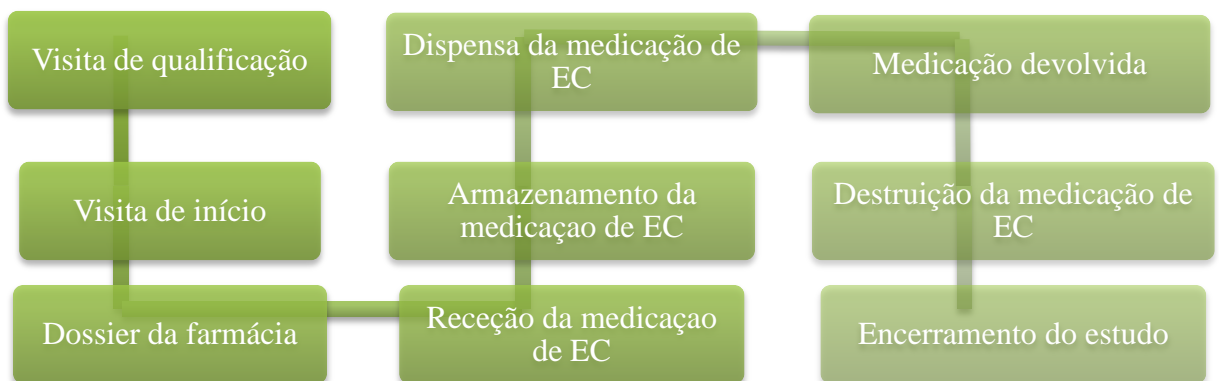 Visita de qualificação
Visita de início
Dossier da farmácia
Receção da medicaçao
de EC
Armazenamento da
medicaçao de EC
Dispensa da medicação de
EC
Medicação devolvida
Destruição da medicação de
EC
Encerramento do estudo